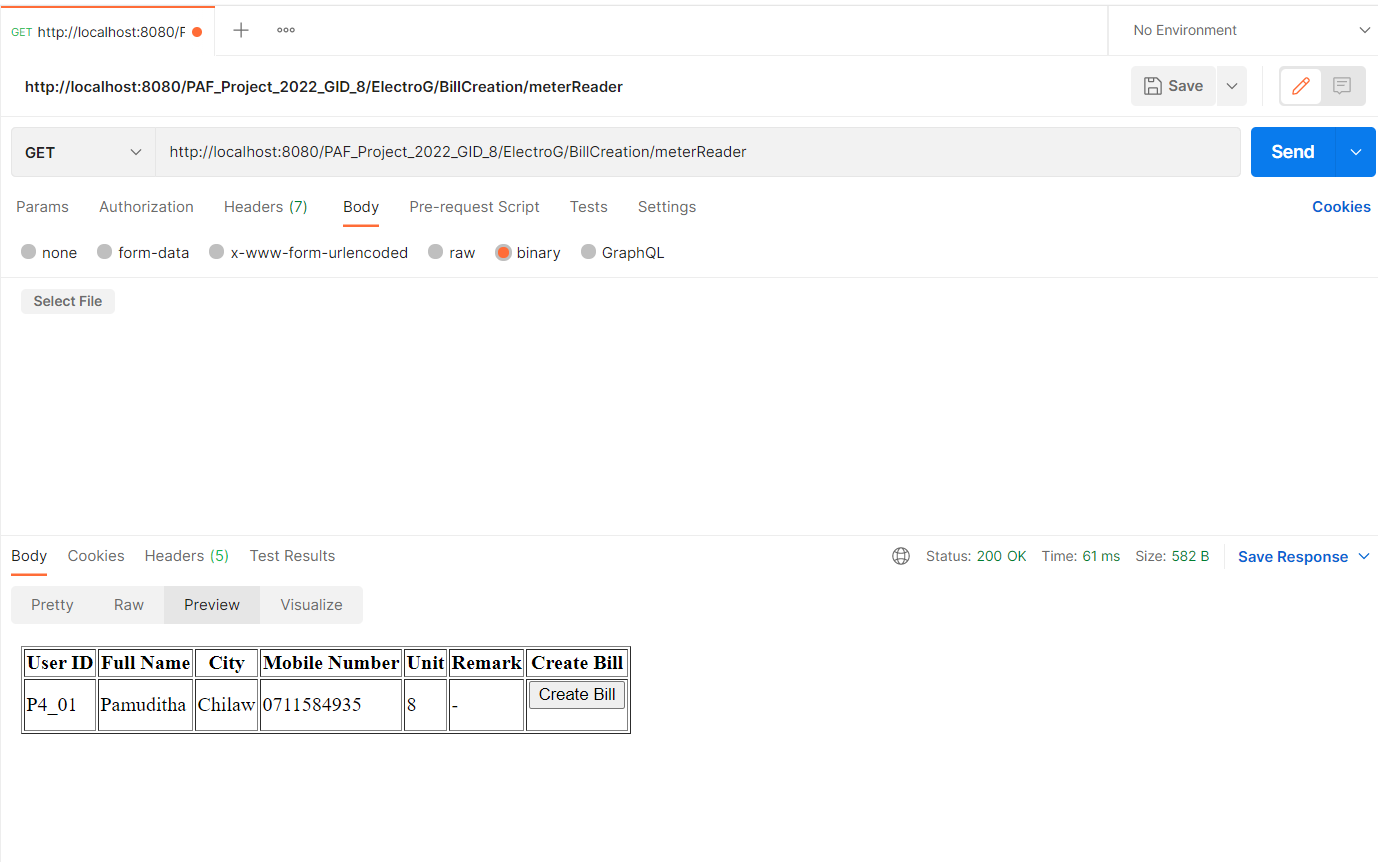 GET http://localhost:8080/F
No Environment
http://localhost:8080/PAF_Project_2022_GID_8/ElectroG/BillCreation/meterReader
Save
GET http://localhost:8080/PAF_Project_2022_GID_8/ElectroG/BillCreation/meterReader Send
Params Authorization Headers (7) Body Pre-request Script Tests Settings Cookies
none form-data x-www-form-urlencoded raw binary GraphQL
Select File
Body Cookies Headers (5) Test Results Status: 200 OK Time: 61 ms Size: 582 B Save Response
Pretty Raw Preview Visualize
User ID Full Name City Mobile Number Unit Remark Create Bill
P4_01 Pamuditha Chilaw 0711584935 8 - Create Bill